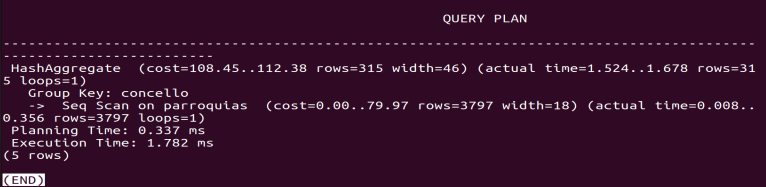 QUERY PLAN
--------------------------------------------------------------------------------------------
--------------------------
HashAggregate (cost=108.45..112.38 rows=315 width=46) (actual time=1.524..1.678 rows=31
5 loops=1)
Group Key: concello
-> Seq Scan on parroquias (cost=0.00..79.97 rows=3797 width=18) (actual time=0.008..
0.356 rows=3797 loops=1)
Planning Time: 0.337 ms
Execution Time: 1.782 ms
(5 rows)
(END)